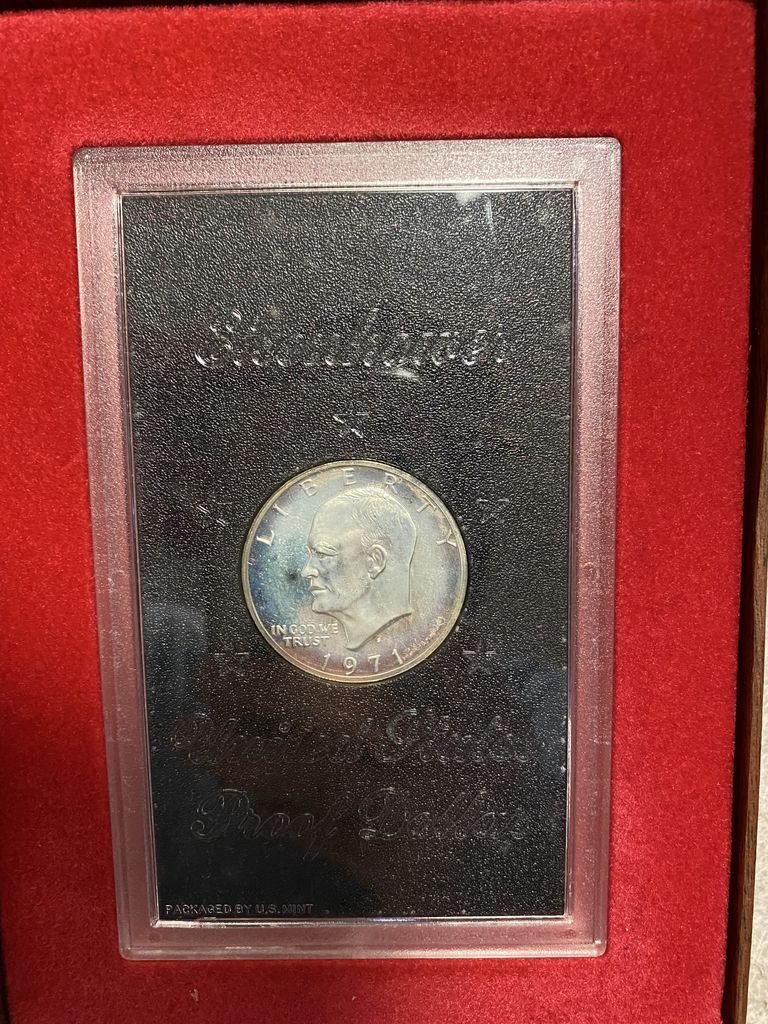 Eisenhower
LIBERTY
IN GOD WE
TRUST
1971
United States
Proof Dollar
PACKAGED BY U.S. MINT